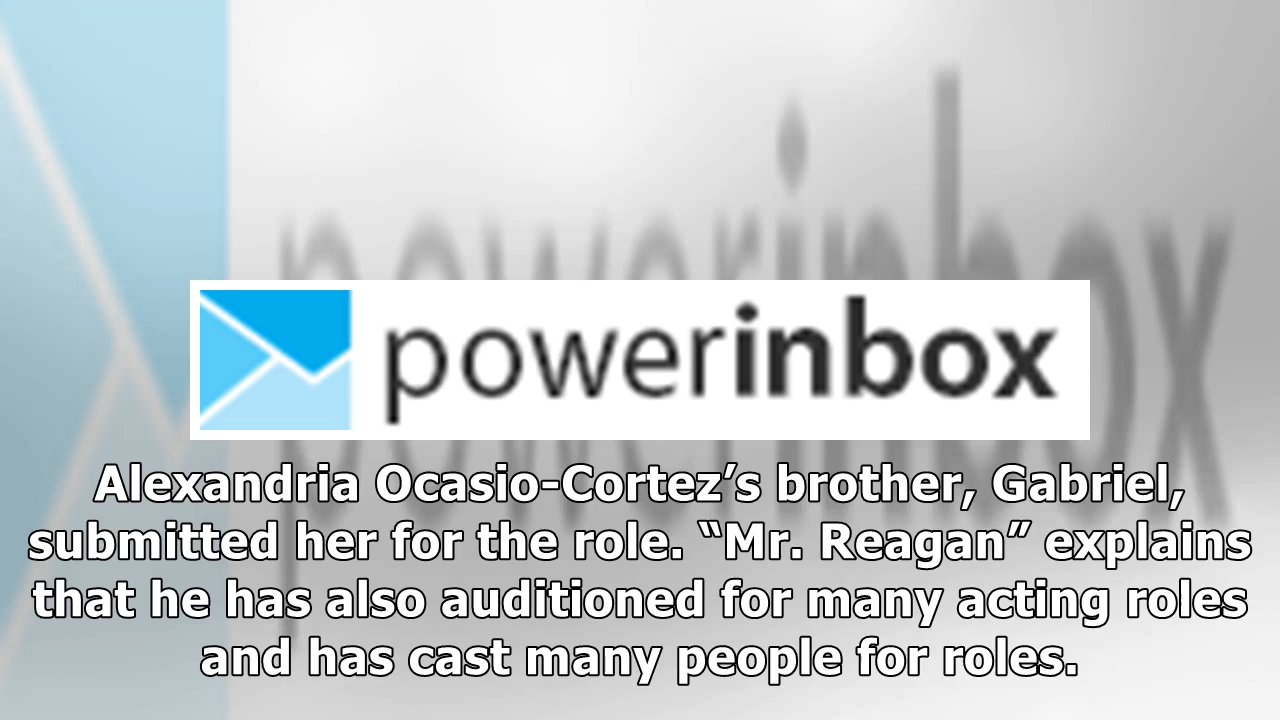 powerinbox
powerinbox
Alexandria Ocasio-Cortez’s brother, Gabriel,
submitted her for the role. “Mr. Reagan” explains
that he has also auditioned for many acting roles
and has cast many people for roles.